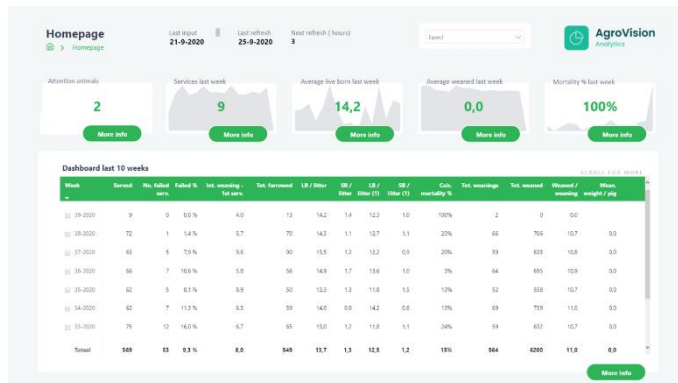 Homepage
Homepage
Last input
21-9-2020
Last refresh
25-9-2020
Next refresh ( hours)
3
Farm1
AgroVision
Analytics
Attention animals
2
More info
Services last week
9
More info
Average live born last week
14,2
More info
Average weaned last week
0,0
More info
Mortality % last week
100%
More info
Dashboard last 10 weeks
SCROLL FOR MORE
Week Served No. failed serv. Failed % Int. weaning - 1st serv. Tot. farrowed LB / litter SB / litter LB / litter (1) SB / litter (1) Calc. mortality % Tot. weanings Tot. weaned Weaned / weaning Wean. weight / pig
39-2020 9 0 0,0 % 4,0 13 14,2 1,4 12,3 1,0 100% 2 0 0,0
38-2020 72 1 1,4 % 5,7 70 14,3 1,1 12,7 1,1 23% 66 706 10,7 0,0
37-2020 63 5 7,9 % 9,6 90 13,5 1,2 12,2 0,9 20% 59 639 10,8 0,0
36-2020 66 7 10,6 % 5,8 56 14,9 1,7 13,6 1,0 3% 64 695 10,9 0,0
35-2020 62 5 8,1 % 8,9 50 13,3 1,3 11,8 1,5 13% 52 558 10,7 0,0
34-2020 62 7 11,3 % 6,3 59 14,0 0,9 14,2 0,8 13% 69 759 11,0 0,0
33-2020 75 12 16,0 % 6,7 65 13,0 1,2 11,8 1,1 24% 59 632 10,7 0,0
Totaal 569 53 9,3 % 8,0 549 13,7 1,3 12,5 1,2 15% 564 6200 11,0 0,0
More info